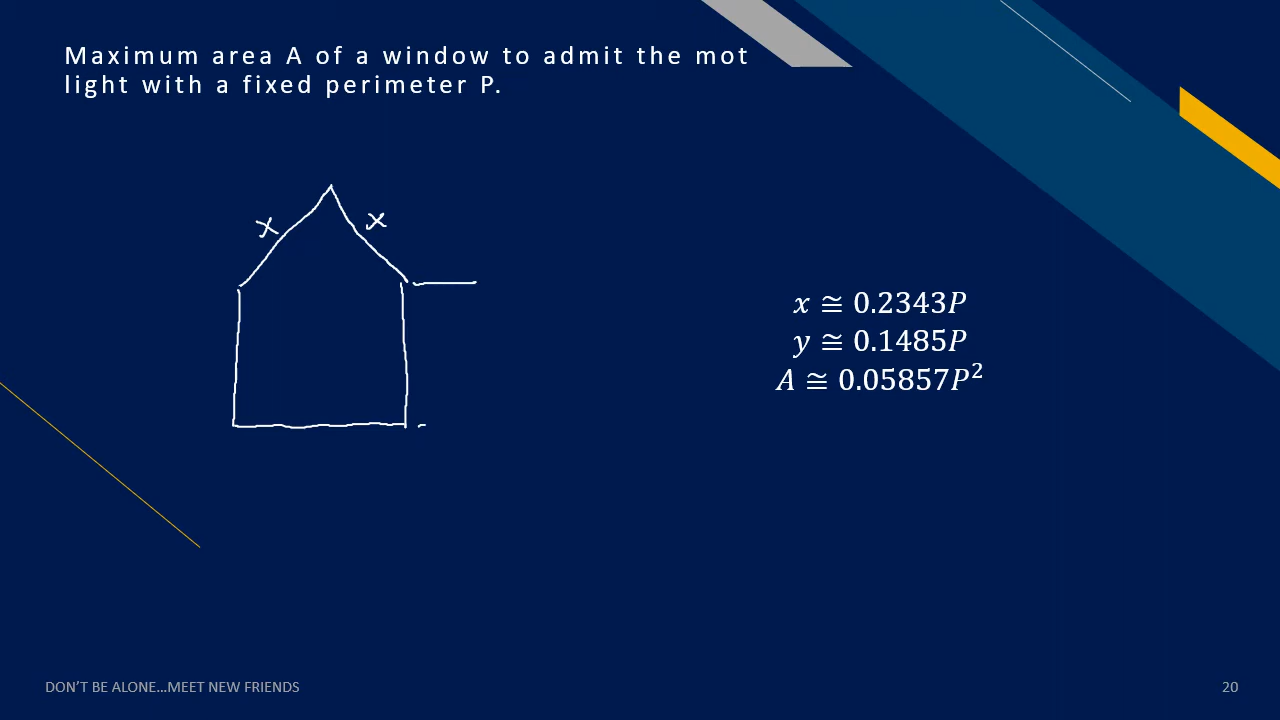 Maximum area A of a window to admit the mot
light with a fixed perimeter P.
x x
x ≅ 0.2343P
y ≅ 0.1485P
A ≅ 0.05857P²
DON'T BE ALONE...MEET NEW FRIENDS
20